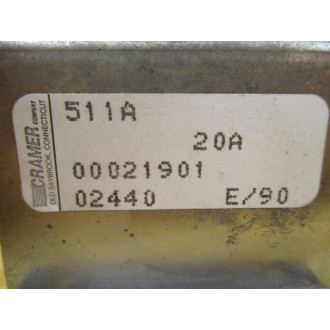 CRAMER COMPANY
OLD SAYBROOK, CONNECTICUT
511A
20A
00021901
02440 E/90